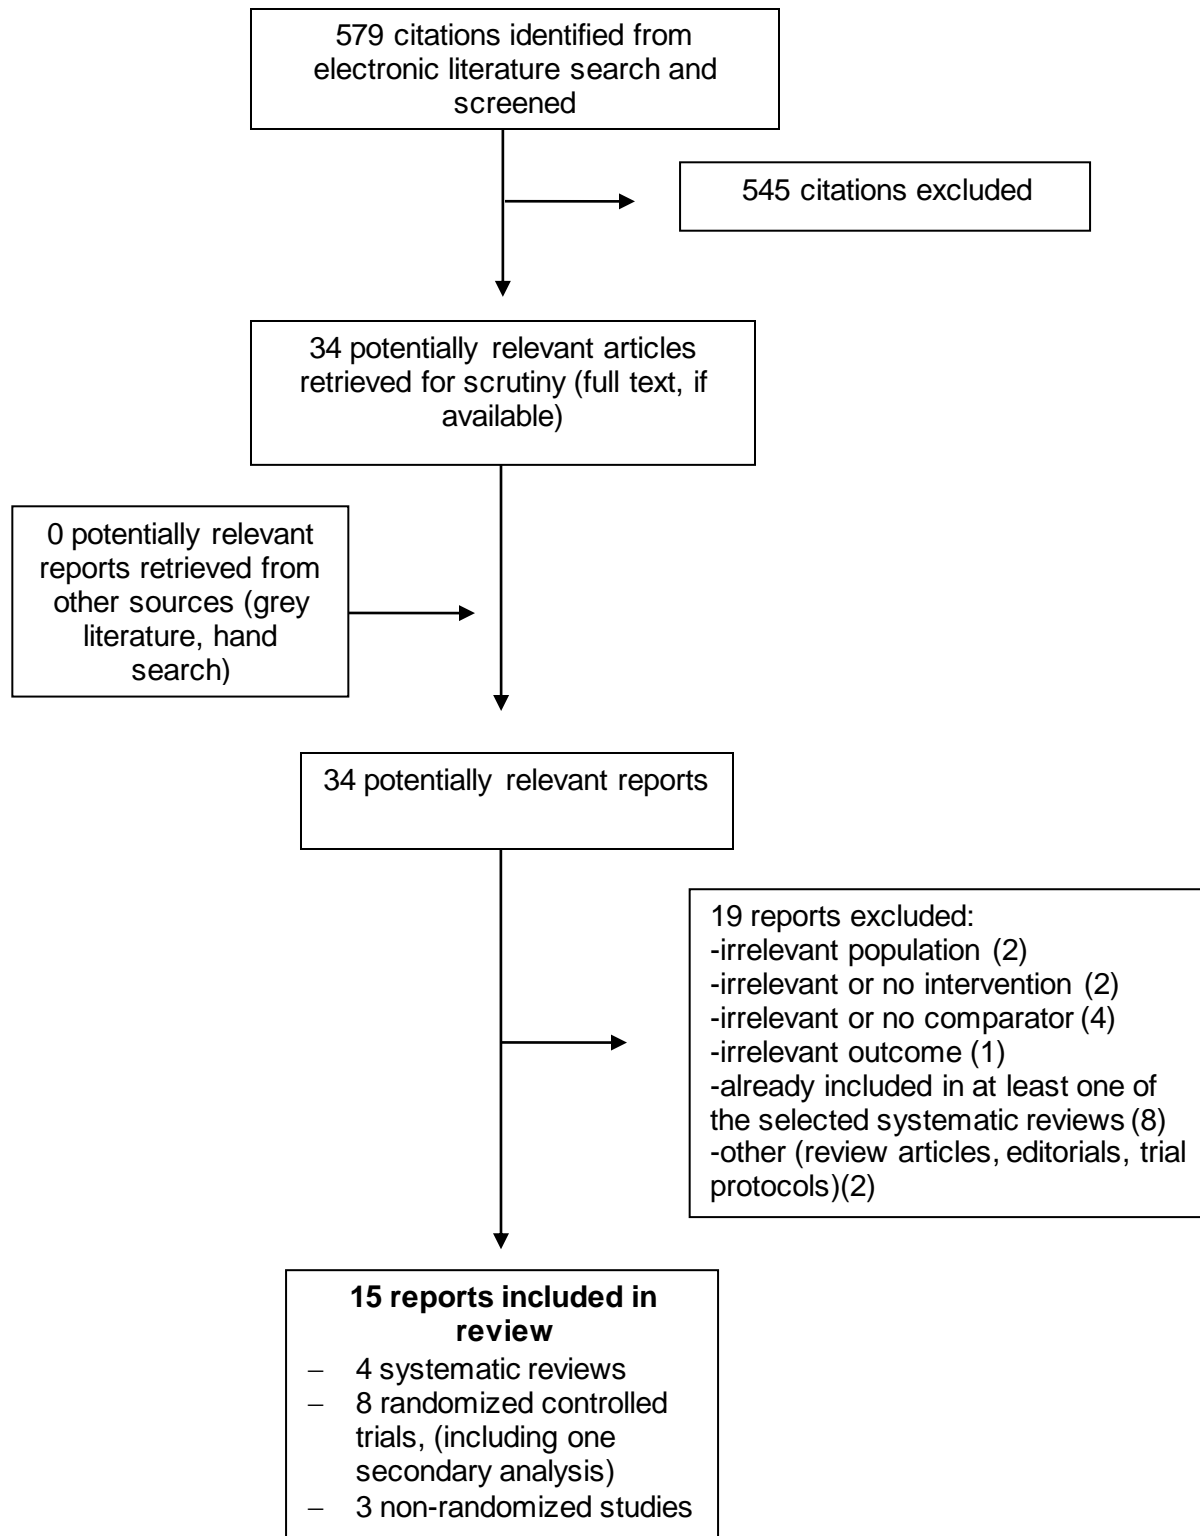 579 citations identified from
electronic literature search and
screened
545 citations excluded
34 potentially relevant articles
retrieved for scrutiny (full text, if
available)
0 potentially relevant
reports retrieved from
other sources (grey
literature, hand
search)
34 potentially relevant reports
19 reports excluded:
-irrelevant population (2)
-irrelevant or no intervention (2)
-irrelevant or no comparator (4)
-irrelevant outcome (1)
-already included in at least one of
the selected systematic reviews (8)
-other (review articles, editorials, trial
protocols)(2)
15 reports included in
review
– 4 systematic reviews
– 8 randomized controlled
trials, (including one
secondary analysis)
– 3 non-randomized studies